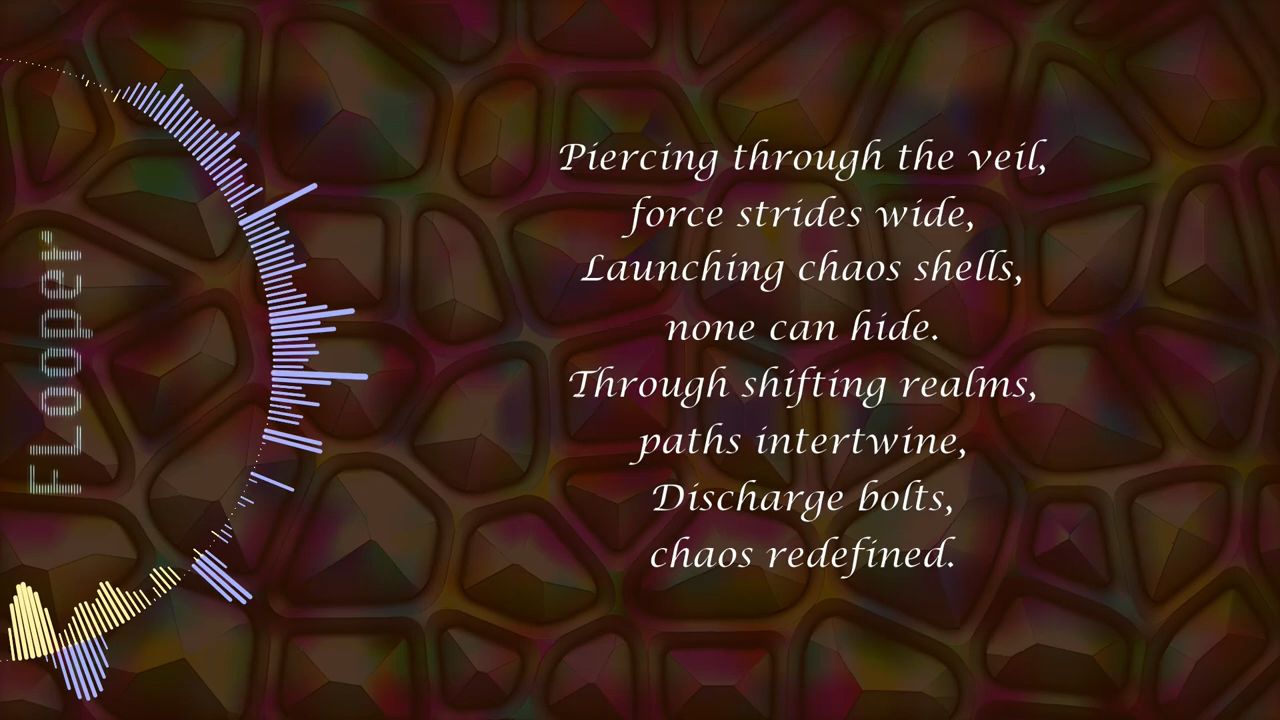 FLooper
Piercing through the veil,
force strides wide,
Launching chaos shells,
none can hide.
Through shifting realms,
paths intertwine,
Discharge bolts,
chaos redefined.